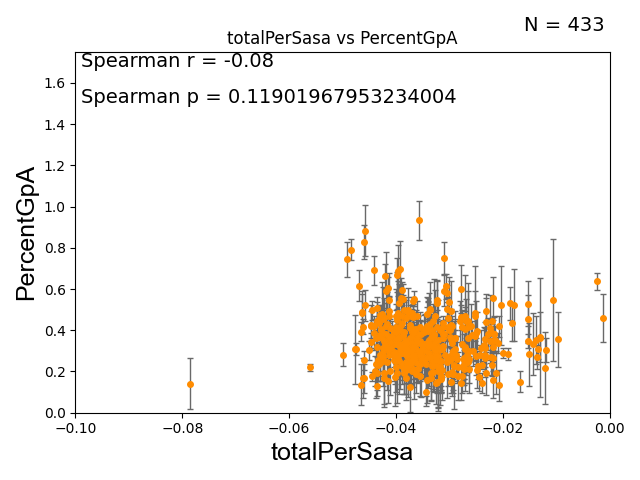 N = 433
totalPerSasa vs PercentGpA
Spearman r = -0.08
Spearman p = 0.11901967953234004
PercentGpA
1.6
1.4
1.2
1.0
0.8
0.6
0.4
0.2
0.0
−0.10 −0.08 −0.06 −0.04 −0.02 0.00
totalPerSasa